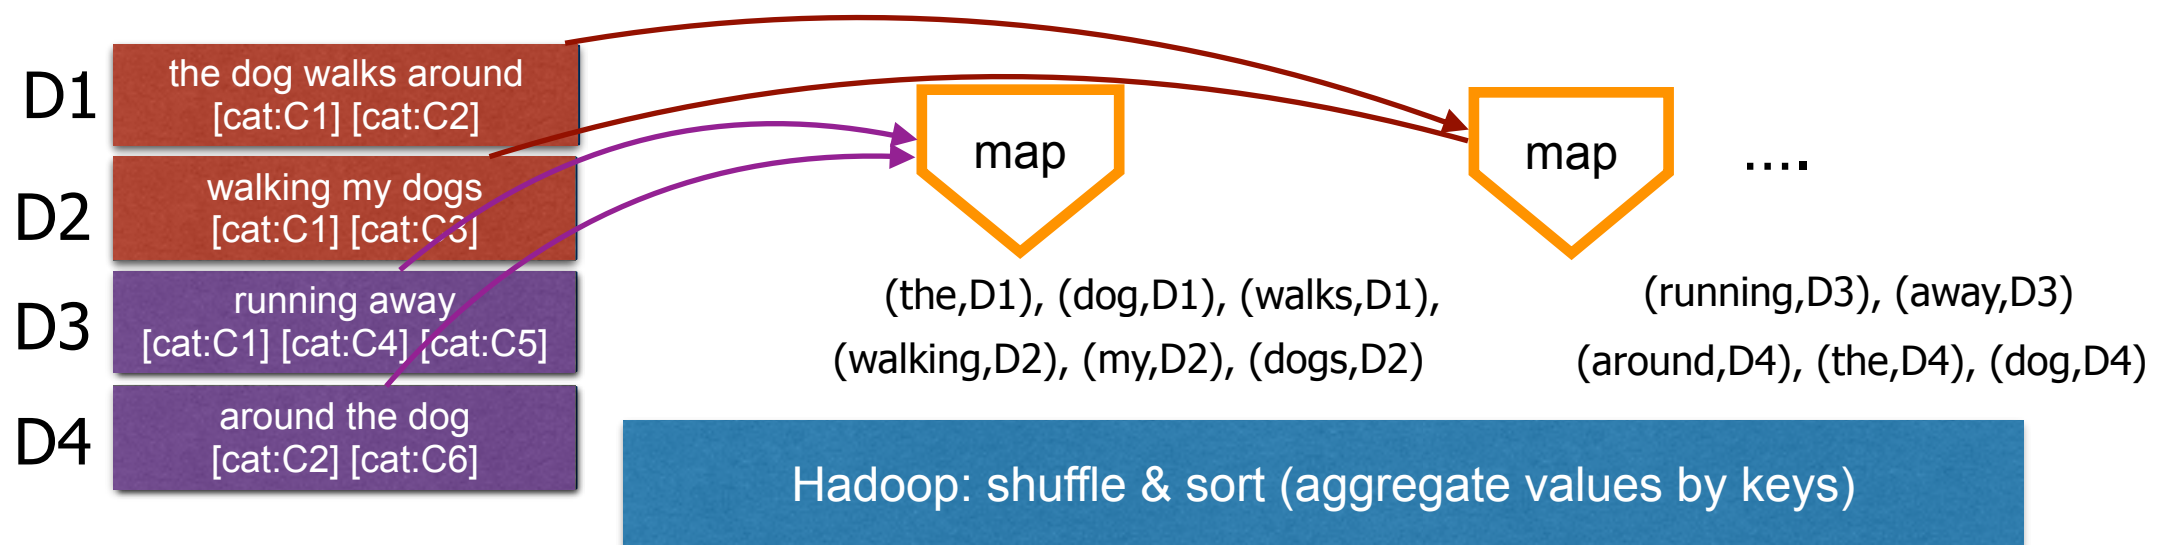 D1
the dog walks around
[cat:C1] [cat:C2]
D2
walking my dogs
[cat:C1] [cat:C3]
D3
running away
[cat:C1] [cat:C4] [cat:C5]
D4
around the dog
[cat:C2] [cat:C6]
map
map
....
(the,D1), (dog,D1), (walks,D1),
(walking,D2), (my,D2), (dogs,D2)
(running,D3), (away,D3)
(around,D4), (the,D4), (dog,D4)
Hadoop: shuffle & sort (aggregate values by keys)